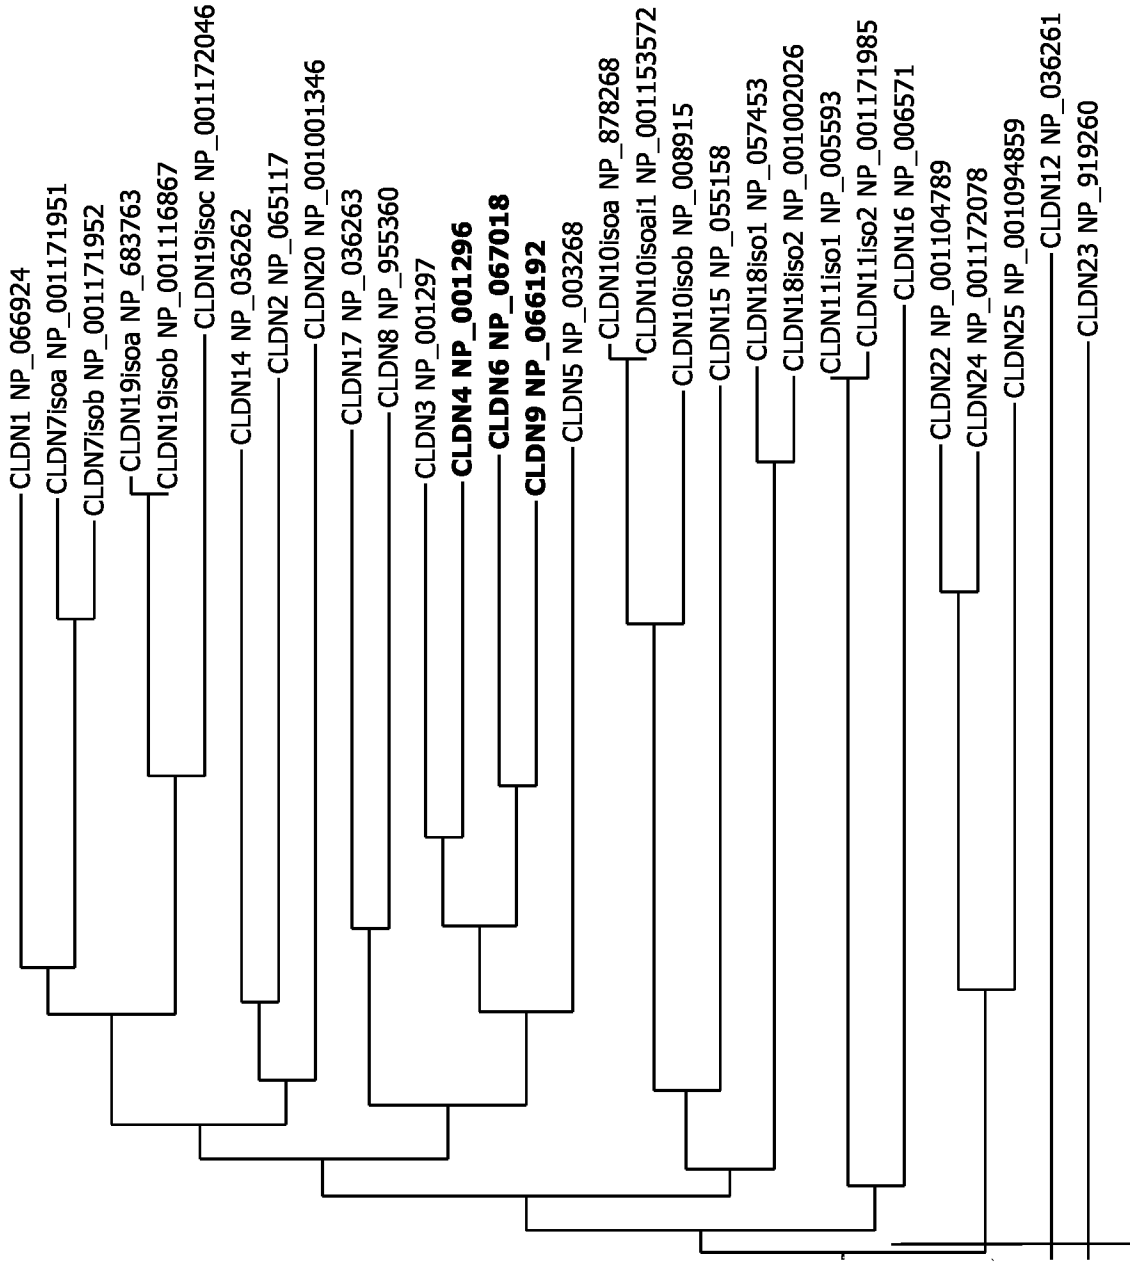 CLDN1 NP_066924
CLDN7isoa NP_001171951
CLDN7isob NP_001171952
CLDN19isoa NP_683763
CLDN19isob NP_001116867
CLDN19isoc NP_001172046
CLDN14 NP_036262
CLDN2 NP_065117
CLDN20 NP_001001346
CLDN17 NP_036263
CLDN8 NP_955360
CLDN3 NP_001297
CLDN4 NP_001296
CLDN6 NP_067018
CLDN9 NP_066192
CLDN5 NP_003268
CLDN10isoa NP_878268
CLDN10isoai1 NP_001153572
CLDN10isob NP_008915
CLDN15 NP_055158
CLDN18iso1 NP_057453
CLDN18iso2 NP_001002026
CLDN11iso1 NP_005593
CLDN11iso2 NP_001171985
CLDN16 NP_006571
CLDN22 NP_001104789
CLDN24 NP_001172078
CLDN25 NP_001094859
CLDN12 NP_036261
CLDN23 NP_919260